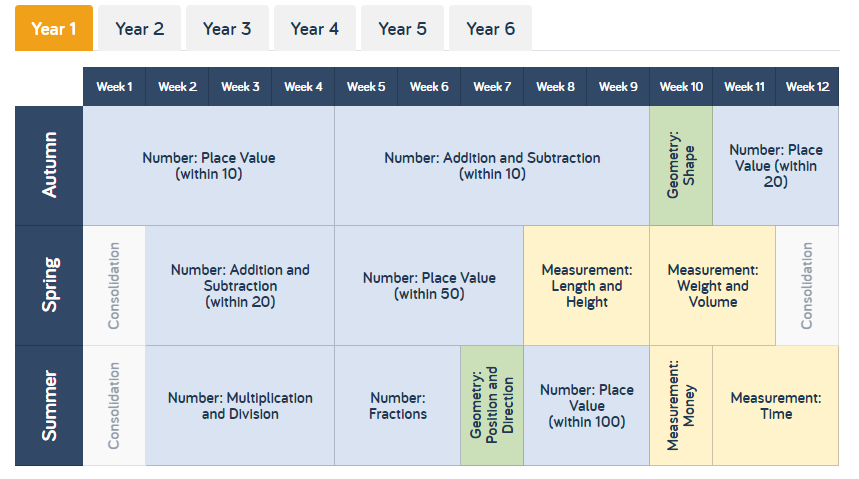 Year 1
Year 2
Year 3
Year 4
Year 5
Year 6
Week 1
Week 2
Week 3
Week 4
Week 5
Week 6
Week 7
Week 8
Week 9
Week 10
Week 11
Week 12
Autumn
Number: Place Value
(within 10)
Number: Addition and Subtraction
(within 10)
Geometry:
Shape
Number: Place
Value (within
20)
Spring
Consolidation
Number: Addition and
Subtraction
(within 20)
Number: Place Value
(within 50)
Measurement:
Length and
Height
Measurement:
Weight and
Volume
Consolidation
Summer
Consolidation
Number: Multiplication
and Division
Number:
Fractions
Geometry:
Position and
Direction
Number: Place
Value
(within 100)
Measurement:
Money
Measurement:
Time